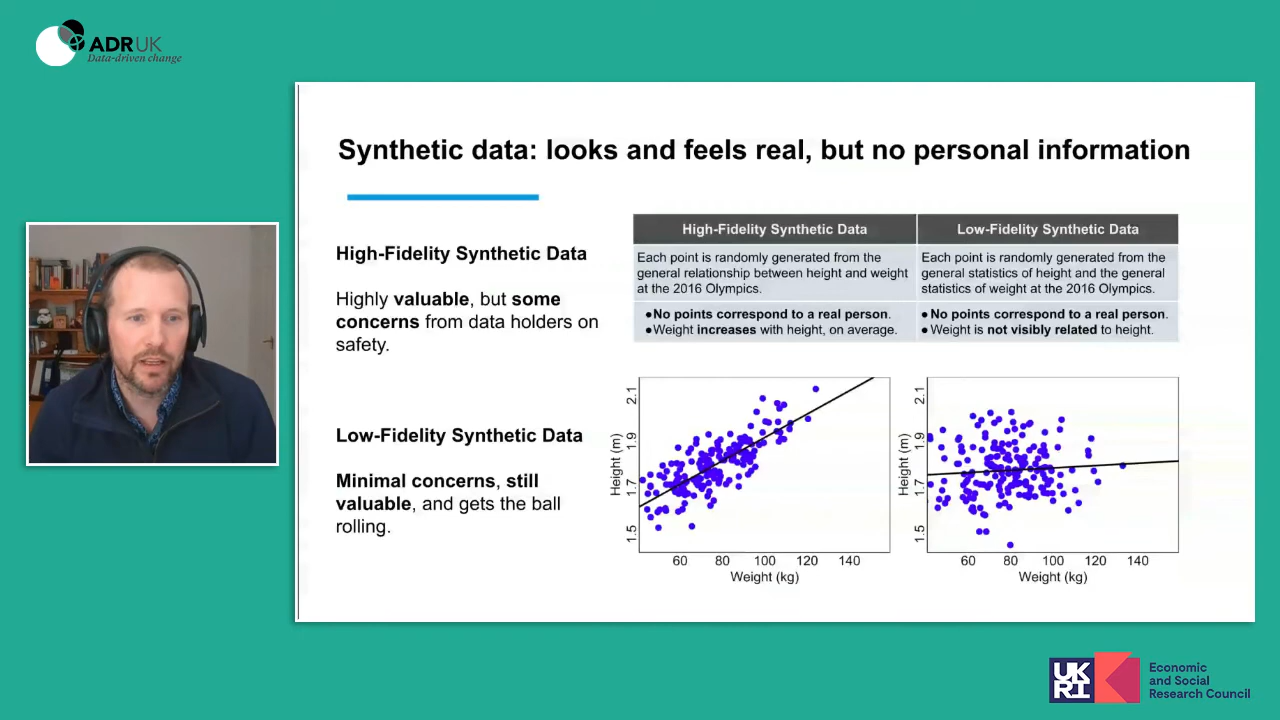 ADR UK
Data-driven change
Synthetic data: looks and feels real, but no personal information
High-Fidelity Synthetic Data
Highly valuable, but some
concerns from data holders on
safety.
Low-Fidelity Synthetic Data
Minimal concerns, still
valuable, and gets the ball
rolling.
High-Fidelity Synthetic Data
Each point is randomly generated from the
general relationship between height and weight
at the 2016 Olympics.
●No points correspond to a real person.
●Weight increases with height, on average.
Low-Fidelity Synthetic Data
Each point is randomly generated from the
general statistics of height and the general
statistics of weight at the 2016 Olympics.
● No points correspond to a real person.
● Weight is not visibly related to height.
Height (m)
2.1
1.9
1.7
1.5
60 80 100 120 140
Weight (kg)
Height (m)
2.1
1.9
1.7
1.5
60 80 100 120 140
Weight (kg)
UK
RI
Economic
and Social
Research Council